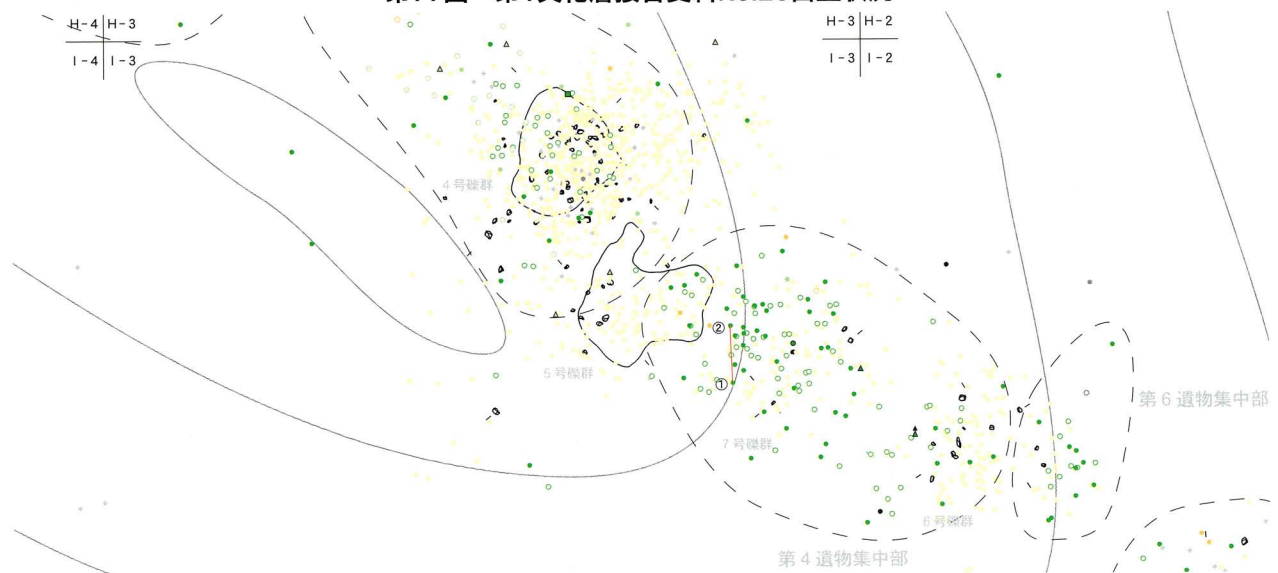 H-4 H-3
I-4 I-3
H-3 H-2
I-3 I-2
4号礫群
②
5号礫群
①
第6遺物集中部
7号礫群
6号礫群
第4遺物集中部